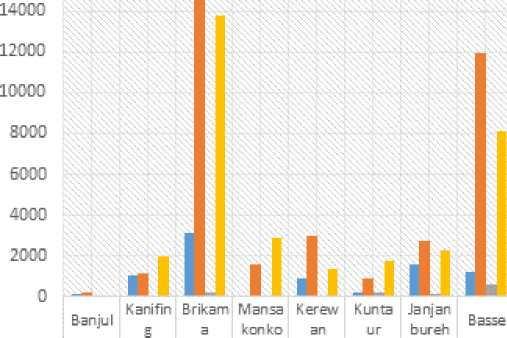 14000
12000
10000
8000
6000
4000
2000
0
Banjul
Kanifin
g
Brikam
a
Mansa
konko
Kerew
an
Kunta
ur
Janjan
bureh
Basse